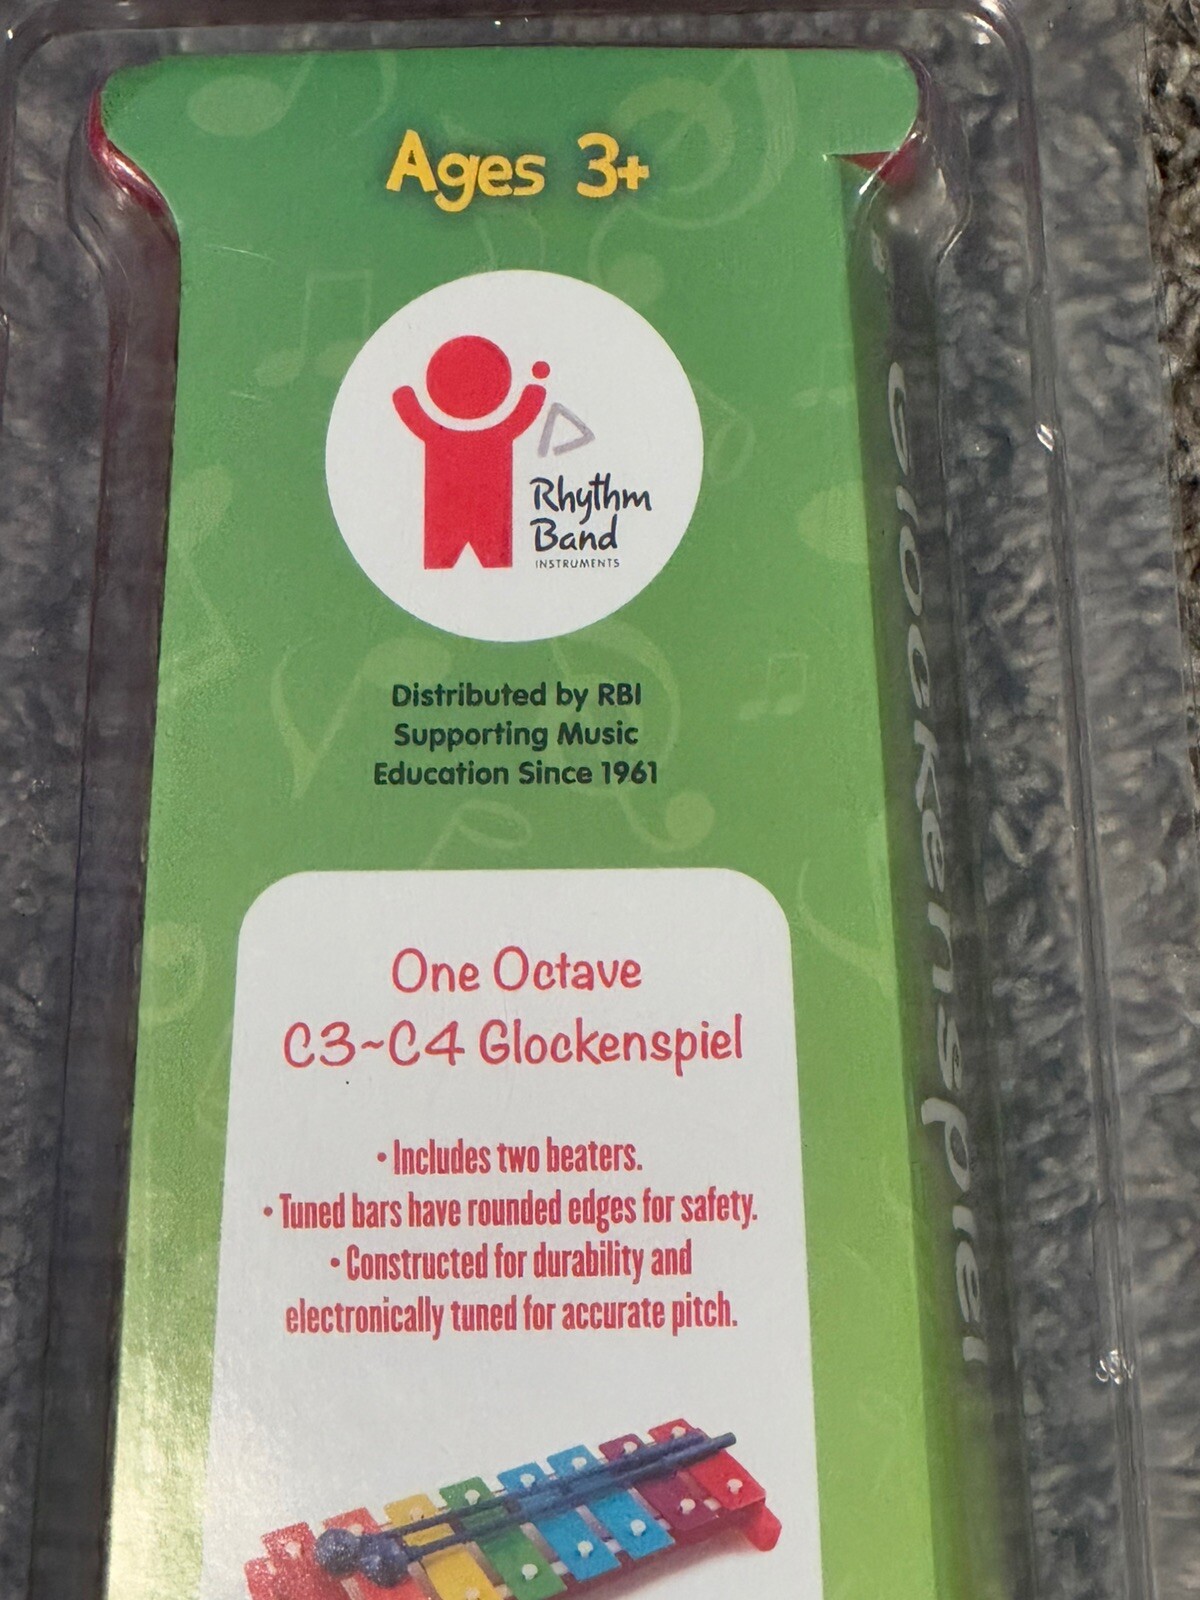 Ages 3+
Rhythm
Band
INSTRUMENTS
Distributed by RBI
Supporting Music
Education Since 1961
One Octave
C3~C4 Glockenspiel
• Includes two beaters.
• Tuned bars have rounded edges for safety.
• Constructed for durability and
electronically tuned for accurate pitch.
Glockenspiel